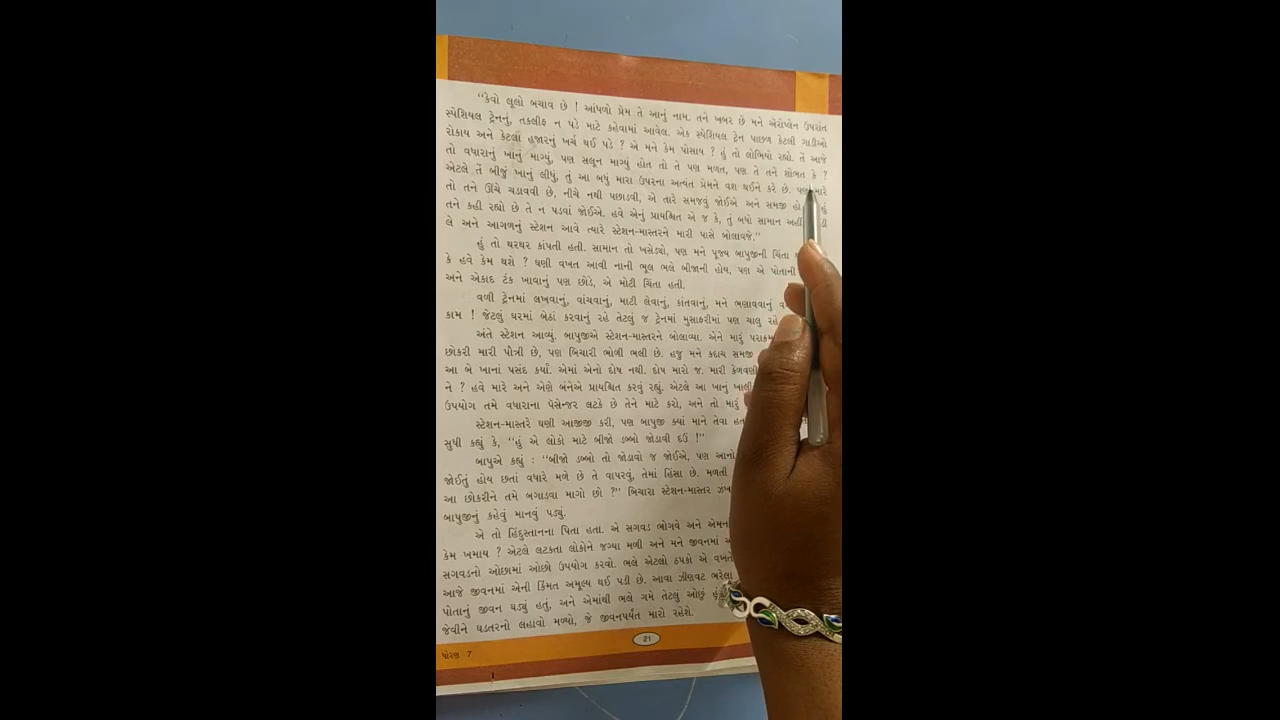 “કેવો લૂલો બચાવ છે ! આંધળો પ્રેમ તે આનું નામ. તને ખબર છે મને ઍરોપ્લેન ઉપરાંત
સ્પેશિયલ ટ્રેનનું, તકલીફ ન પડે માટે કહેવામાં આવેલ. એક સ્પેશિયલ ટ્રેન પાછળ કેટલી ગાડીઓ
રોકાય અને કેટલા હજારનું ખર્ચ થઈ પડે ? એ મને કેમ પોસાય ? હું તો લોભિયો રહ્યો. તેં આજે
તો વધારાનું ખાનું માગ્યું, પણ સલૂન માગ્યું હોત તો તે પણ મળત, પણ તે તને શોભત કે ?
એટલે તેં બીજું ખાનું લીધું, તું આ બધું મારા ઉપરના અત્યંત પ્રેમને વશ થઈને કરે છે. પણ મારે
તો તને ઊંચે ચડાવવી છે, નીચે નથી પછાડવી, એ તારે સમજવું જોઈએ અને સમજી હો હું
તને કહી રહ્યો છે તે ન પડવાં જોઈએ. હવે એનું પ્રાયશ્ચિત એ જ કે, તું બધો સામાન અહીં
લે અને આગળનું સ્ટેશન આવે ત્યારે સ્ટેશન-માસ્તરને મારી પાસે બોલાવજે.”
હું તો થરથર કાંપતી હતી. સામાન તો ખસેડ્યો, પણ મને પૂજ્ય બાપુજીની ચિંતા
કે હવે કેમ થશે ? ઘણી વખત આવી નાની ભૂલ ભલે બીજાની હોય, પણ એ પોતાની
અને એકાદ ટંક ખાવાનું પણ છોડે, એ મોટી ચિંતા હતી.
વળી ટ્રેનમાં લખવાનું, વાંચવાનું, માટી લેવાનું, કાંતવાનું, મને ભણાવવાનું
કામ ! જેટલું ઘરમાં બેઠાં કરવાનું રહે તેટલું જ ટ્રેનમાં મુસાફરીમાં પણ ચાલુ રહે
અંતે સ્ટેશન આવ્યું. બાપુજીએ સ્ટેશન-માસ્તરને બોલાવ્યા. એને મારું પરાક્રમ
છોકરી મારી પૌત્રી છે, પણ બિચારી ભોળી ભલી છે. હજુ મને કદાચ સમજી
આ બે ખાનાં પસંદ કર્યાં. એમાં એનો દોષ નથી. દોષ મારો જ. મારી કેળવણી
ને ? હવે મારે અને એણે બંનેએ પ્રાયશ્ચિત કરવું રહ્યું. એટલે આ ખાનું ખાલી
ઉપયોગ તમે વધારાના પૅસેન્જર લટકે છે તેને માટે કરો, અને તો મારું
સ્ટેશન-માસ્તરે ઘણી આજીજી કરી, પણ બાપુજી ક્યાં માને તેવા
સુધી કહ્યું કે, “હું એ લોકો માટે બીજો ડબ્બો જોડાવી દઉં !”
બાપુએ કહ્યું : “બીજો ડબ્બો તો જોડાવો જ જોઈએ, પણ આનો
જોઈતું હોય છતાં વધારે મળે છે તે વાપરવું, તેમાં હિંસા છે. મળતી
આ છોકરીને તમે બગાડવા માગો છો ?” બિચારા સ્ટેશન-માસ્તર
બાપુજીનું કહેવું માનવું પડ્યું.
એ તો હિંદુસ્તાનના પિતા હતા. એ સગવડ ભોગવે અને
કેમ ખમાય ? એટલે લટકતા લોકોને જગ્યા મળી અને મને જીવનમાં
સગવડનો ઓછામાં ઓછો ઉપયોગ કરવો. ભલે એટલો ઠપકો એ વખતે
આજે જીવનમાં એની કિંમત અમૂલ્ય થઈ પડી છે. આવા ઝીણવટ ભરેલા
પોતાનું જીવન ઘડ્યું હતું, અને એમાંથી ભલે ગમે તેટલું ઓછું
જેવીને ઘડતરનો લહાવો મળ્યો, જે જીવનપર્યંત મારો રહેશે.
ધોરણ 7
21